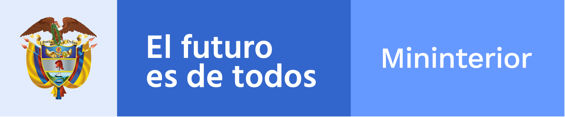 El futuro
es de todos
Mininterior